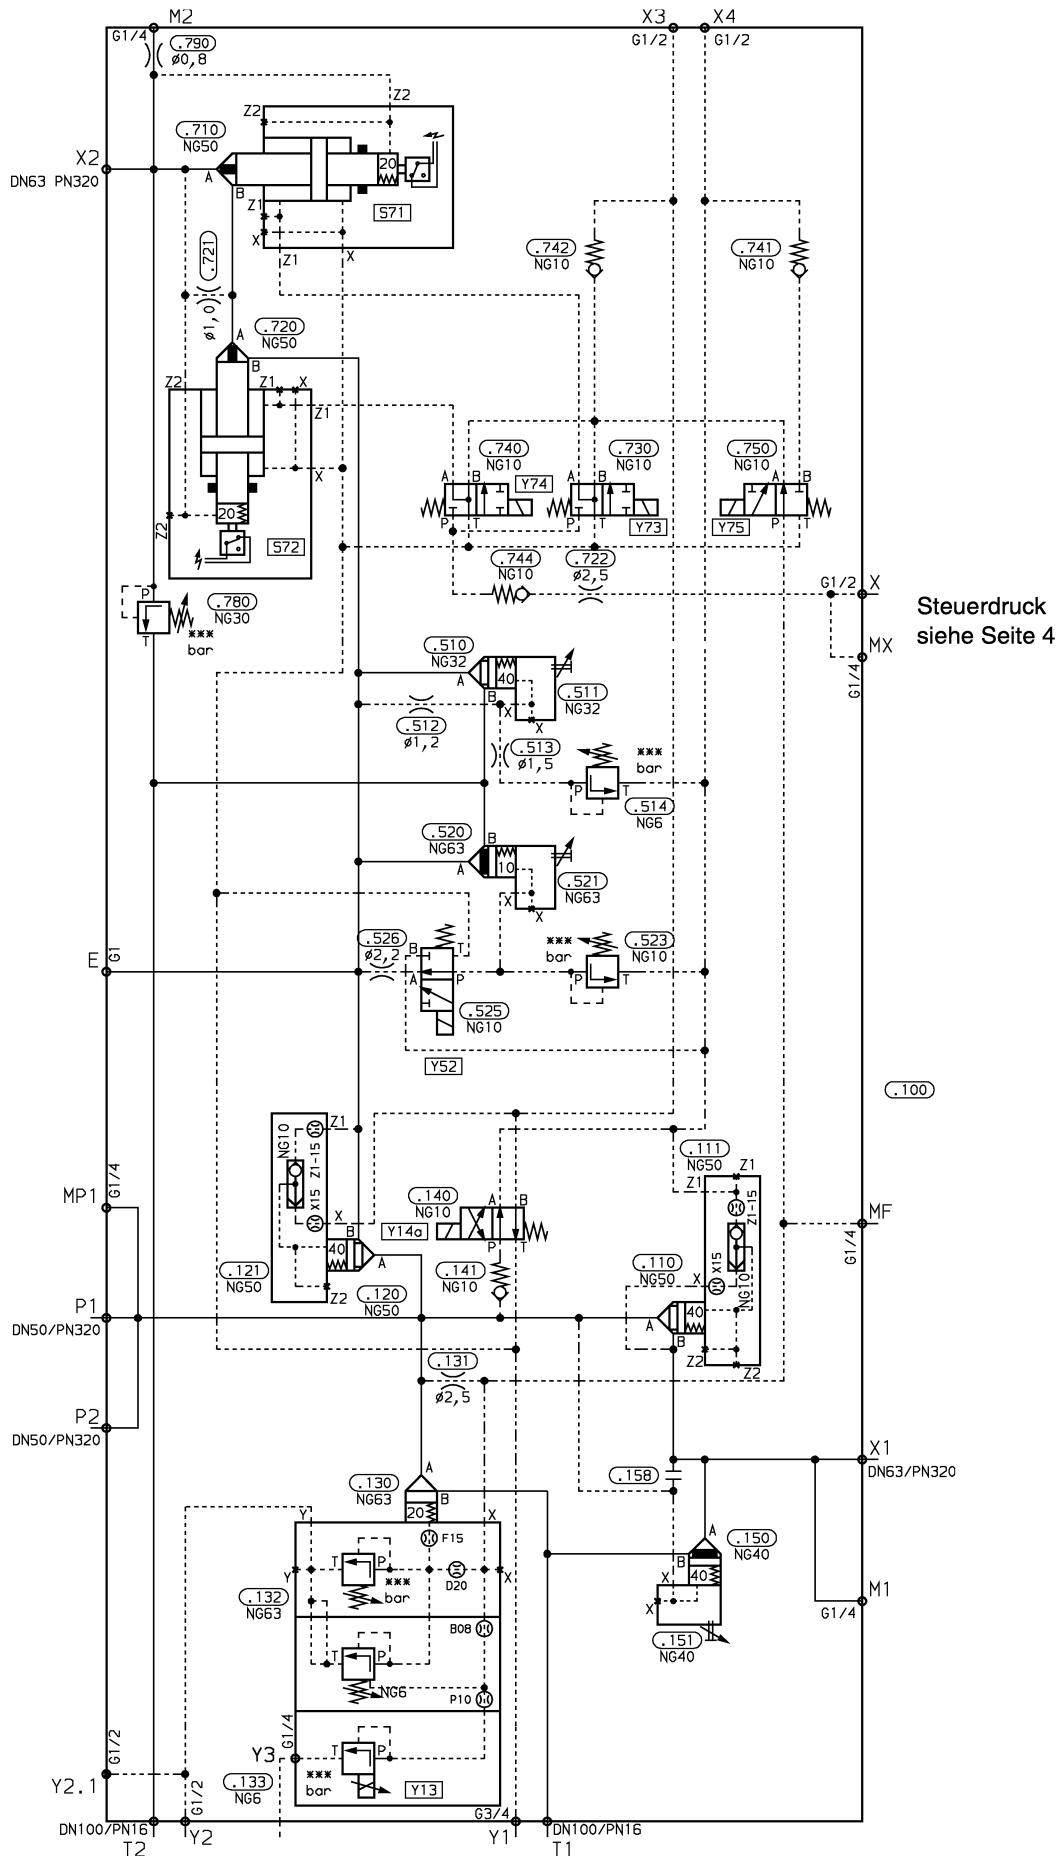 M2
X3
X4
G1/4
.790
ø0,8
G1/2
G1/2
Z2
Z2
.710
NG50
X2
DN63 PN320
A
B
20
Z1
S71
X
Z1
X
.721
ø1,0
.742
NG10
.741
NG10
.720
NG50
A
B
Z2
Z1
X
Z1
X
20
Z2
S72
.740
NG10
.730
NG10
.750
NG10
A
B
Y74
A
B
A
B
P
T
P
T
Y73
Y75
P
T
.744
NG10
.722
ø2,5
G1/2
X
Steuerdruck
siehe Seite 4
MX
G1/4
P
T
.780
NG30
***
bar
.510
NG32
A
40
B
X
X
.511
NG32
.512
ø1,2
.513
ø1,5
***
bar
P
T
.514
NG6
.520
NG63
B
A
10
X
X
.521
NG63
E
G1
.526
ø2,2
B
T
A
P
***
bar
.523
NG10
P
T
.525
NG10
Y52
.100
NG10
Z1
Z1-15
X15
X
B
40
A
.121
NG50
Z2
.120
NG50
MP1
G1/4
.140
NG10
A
B
Y14a
P
T
.141
NG10
.111
NG50
Z1
Z1
Z1-15
MF
G1/4
.110
NG50
X
X15
NG10
40
A
B
Z2
Z2
P1
DN50/PN320
P2
DN50/PN320
.131
ø2,5
X1
DN63/PN320
.158
.130
NG63
A
B
20
Y
X
F15
.150
NG40
A
B
40
X
X
M1
G1/4
.151
NG40
Y
T
P
D20
X
***
bar
.132
NG63
B08
T
P
NG6
P10
G1/4
Y3
T
P
***
bar
Y13
.133
NG6
G1/2
Y2.1
G1/2
G3/4
DN100/PN16
T2
Y2
Y1
DN100/PN16
T1